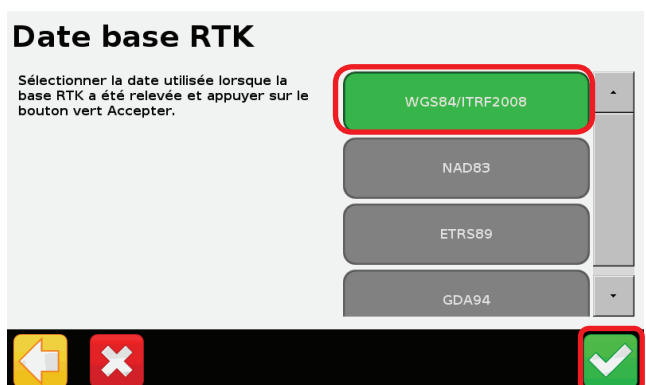 Date base RTK
Sélectionner la date utilisée lorsque la
base RTK a été relevée et appuyer sur le
bouton vert Accepter.
WGS84/ITRF2008
NAD83
ETRS89
GDA94